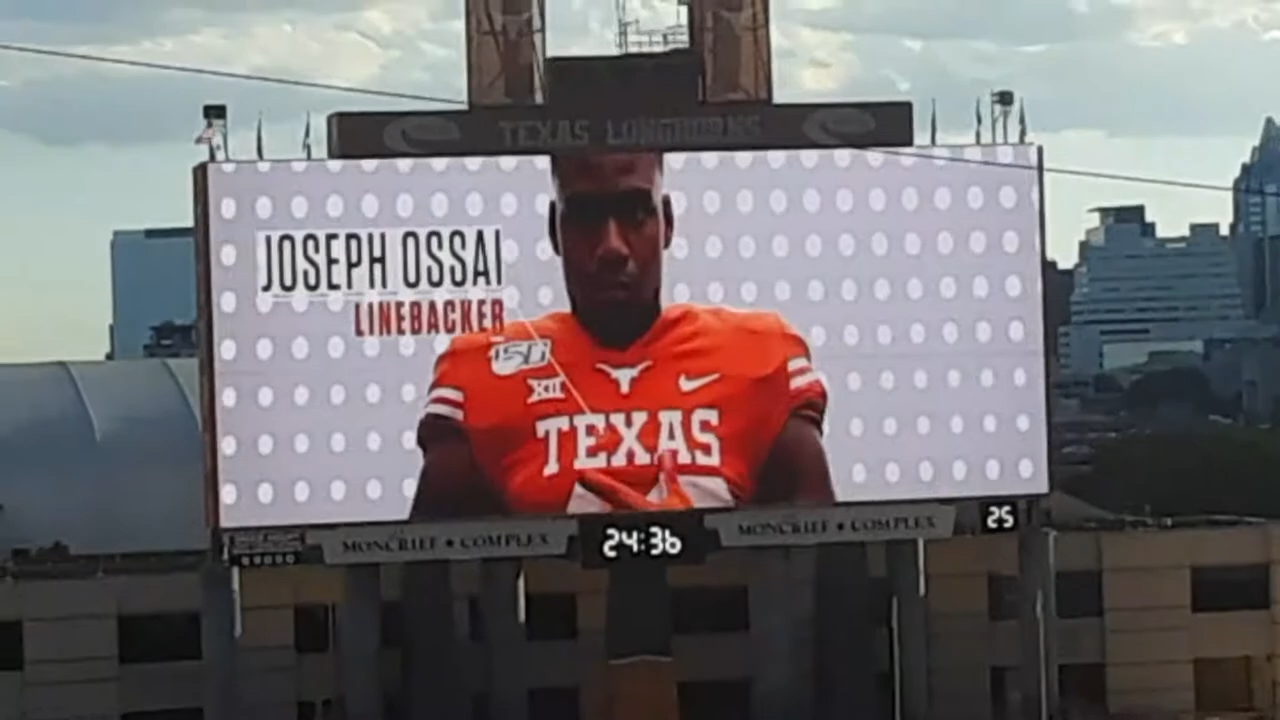 TEXAS LONGHORNS
JOSEPH OSSAI
LINEBACKER
150
XII
TEXAS
MONCRIEF ★ COMPLEX
24:36
MONCRIEF ★ COMPLEX
25